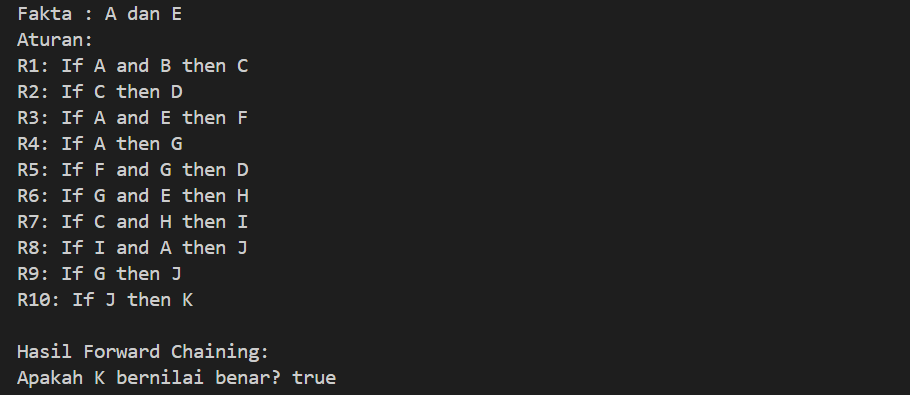 Fakta : A dan E
Aturan:
R1: If A and B then C
R2: If C then D
R3: If A and E then F
R4: If A then G
R5: If F and G then D
R6: If G and E then H
R7: If C and H then I
R8: If I and A then J
R9: If G then J
R10: If J then K
Hasil Forward Chaining:
Apakah K bernilai benar? true